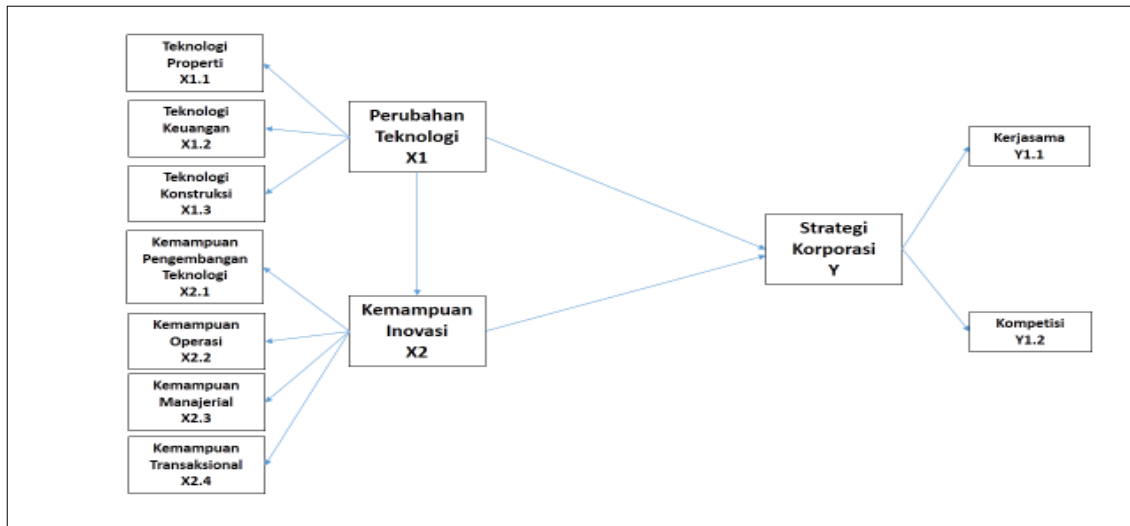 Teknologi
Properti
X1.1
Teknologi
Keuangan
X1.2
Teknologi
Konstruksi
X1.3
Kemampuan
Pengembangan
Teknologi
X2.1
Kemampuan
Operasi
X2.2
Kemampuan
Manajerial
X2.3
Kemampuan
Transaksional
X2.4
Perubahan
Teknologi
X1
Kemampuan
Inovasi
X2
Strategi
Korporasi
Y
Kerjasama
Y1.1
Kompetisi
Y1.2